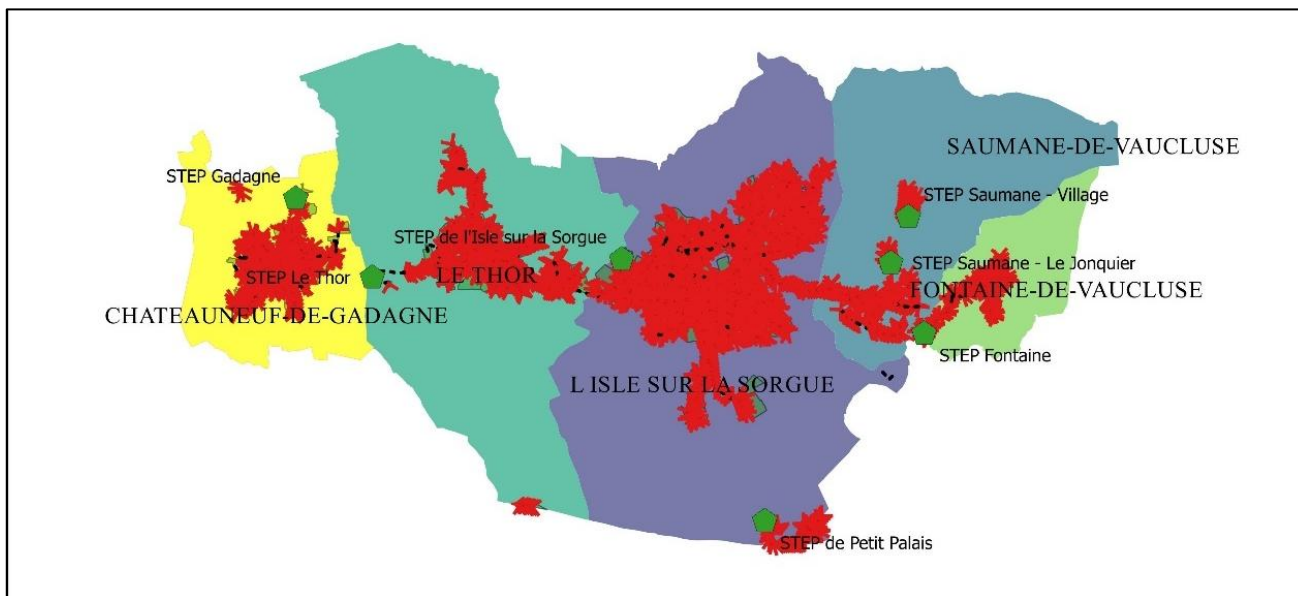 SAUMANE-DE-VAUCLUSE
STEP Gadagne
STEP Saumane - Village
STEP de l'Isle sur la Sorgue
STEP Saumane - Le Jonquier
STEP Le Thor
LE THOR
FONTAINE-DE-VAUCLUSE
CHATEAUNEUF-DE-GADAGNE
STEP Fontaine
L ISLE SUR LA SORGUE
STEP de Petit Palais